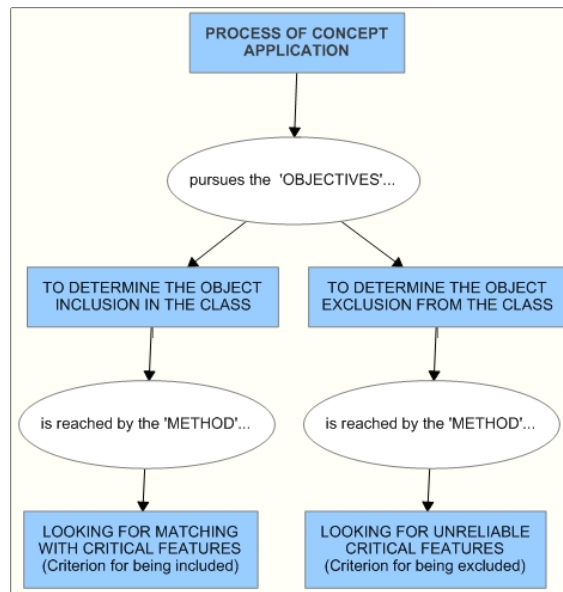 PROCESS OF CONCEPT
APPLICATION
pursues the 'OBJECTIVES'...
TO DETERMINE THE OBJECT
INCLUSION IN THE CLASS
TO DETERMINE THE OBJECT
EXCLUSION FROM THE CLASS
is reached by the 'METHOD'...
is reached by the 'METHOD'...
LOOKING FOR MATCHING
WITH CRITICAL FEATURES
(Criterion for being included)
LOOKING FOR UNRELIABLE
CRITICAL FEATURES
(Criterion for being excluded)